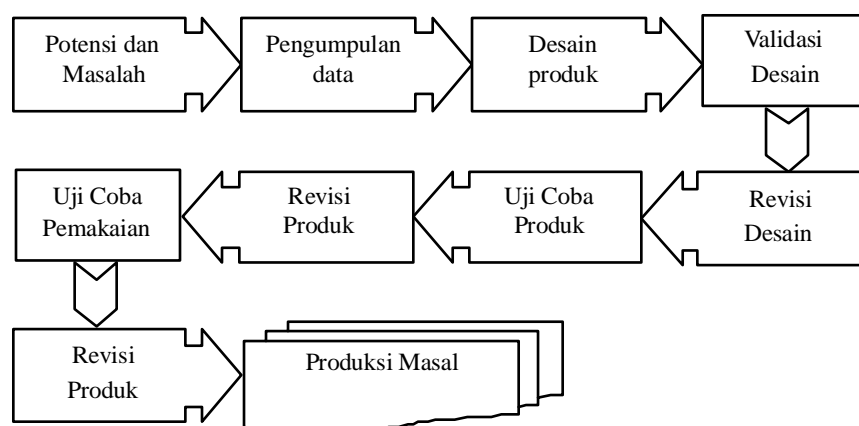 Potensi dan
Masalah
Pengumpulan
data
Desain
produk
Validasi
Desain
Uji Coba
Pemakaian
Revisi
Produk
Uji Coba
Produk
Revisi
Desain
Revisi
Produk
Produksi Masal